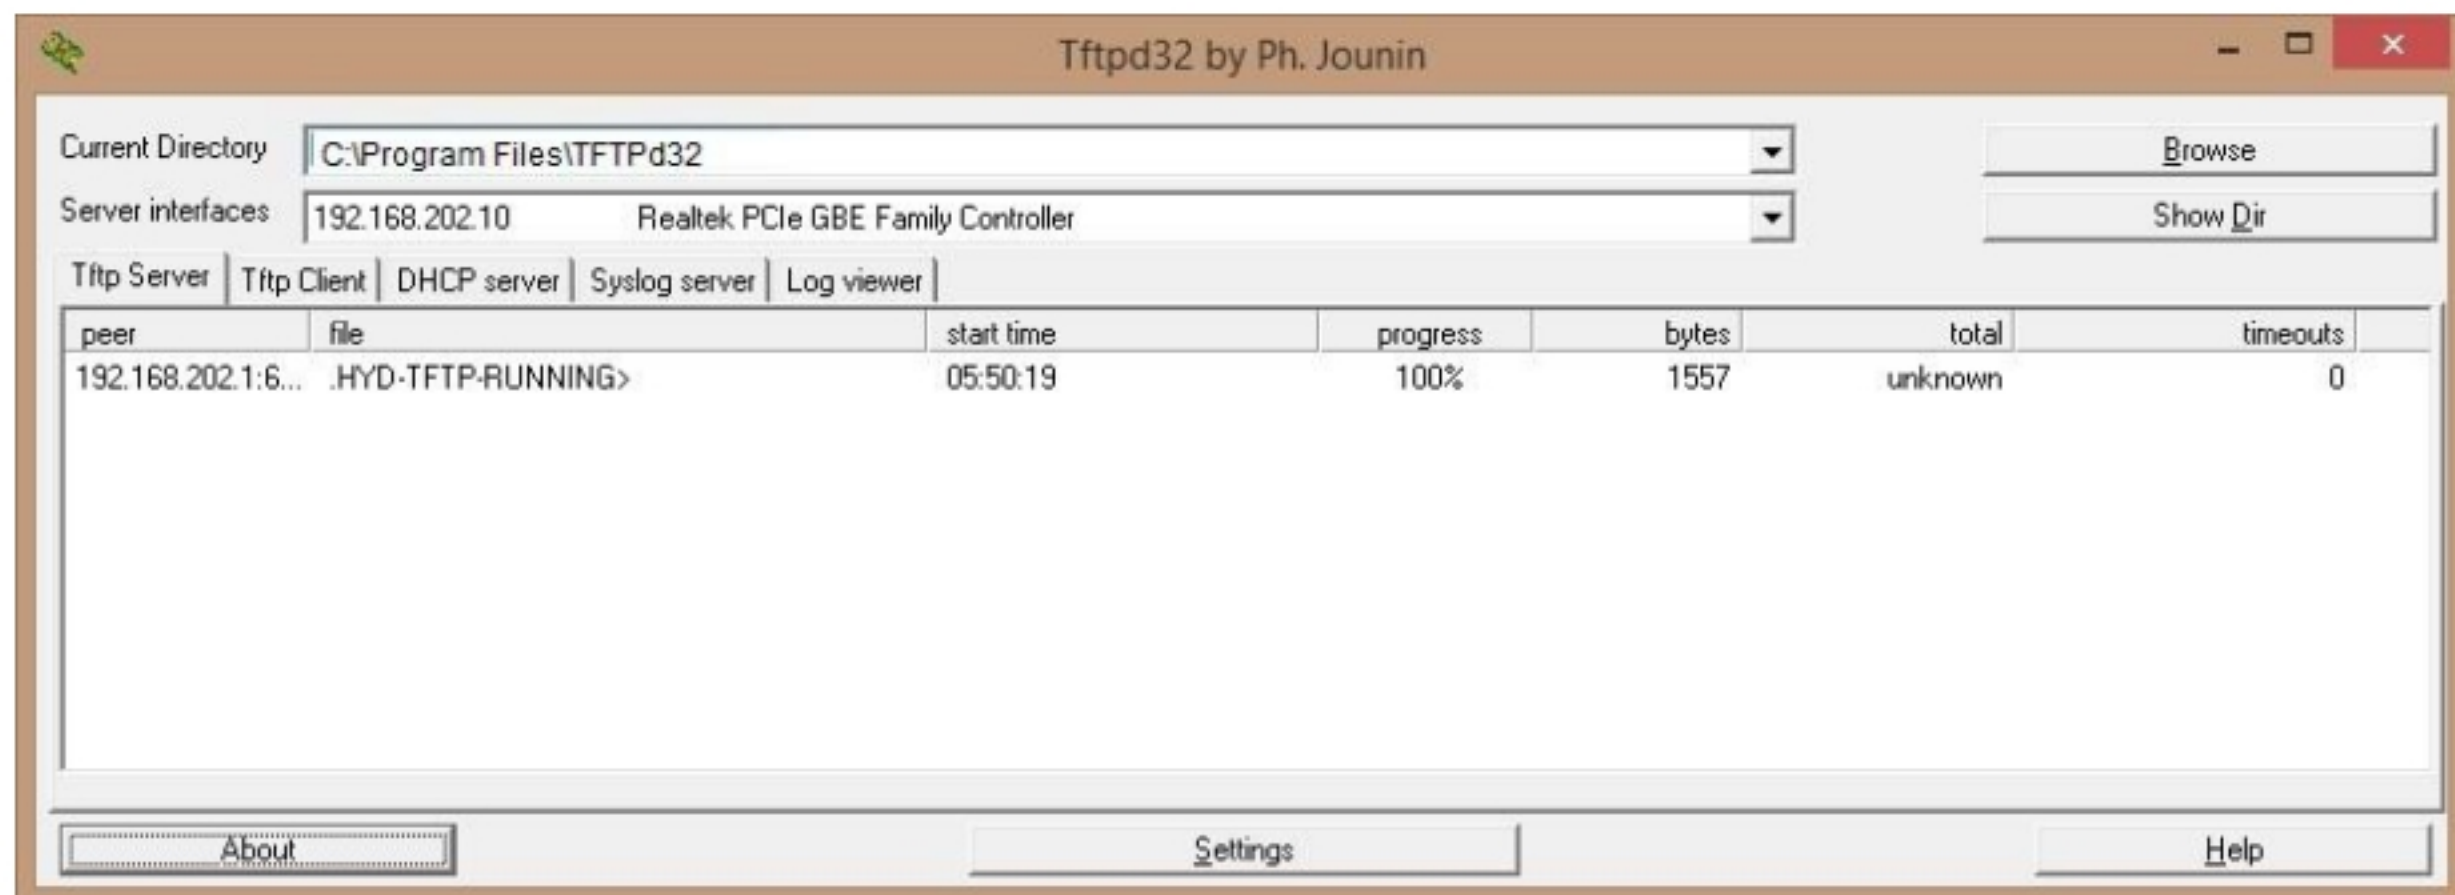 Tftpd32 by Ph. Jounin
Current Directory C:\Program Files\TFTPd32 Browse
Server interfaces 192.168.202.10 Realtek PCIe GBE Family Controller Show Dir
Tftp Server Tftp Client DHCP server Syslog server Log viewer
peer file start time progress bytes total timeouts
192.168.202.1:6... .HYD-TFTP-RUNNING> 05:50:19 100% 1557 unknown 0
About Settings Help